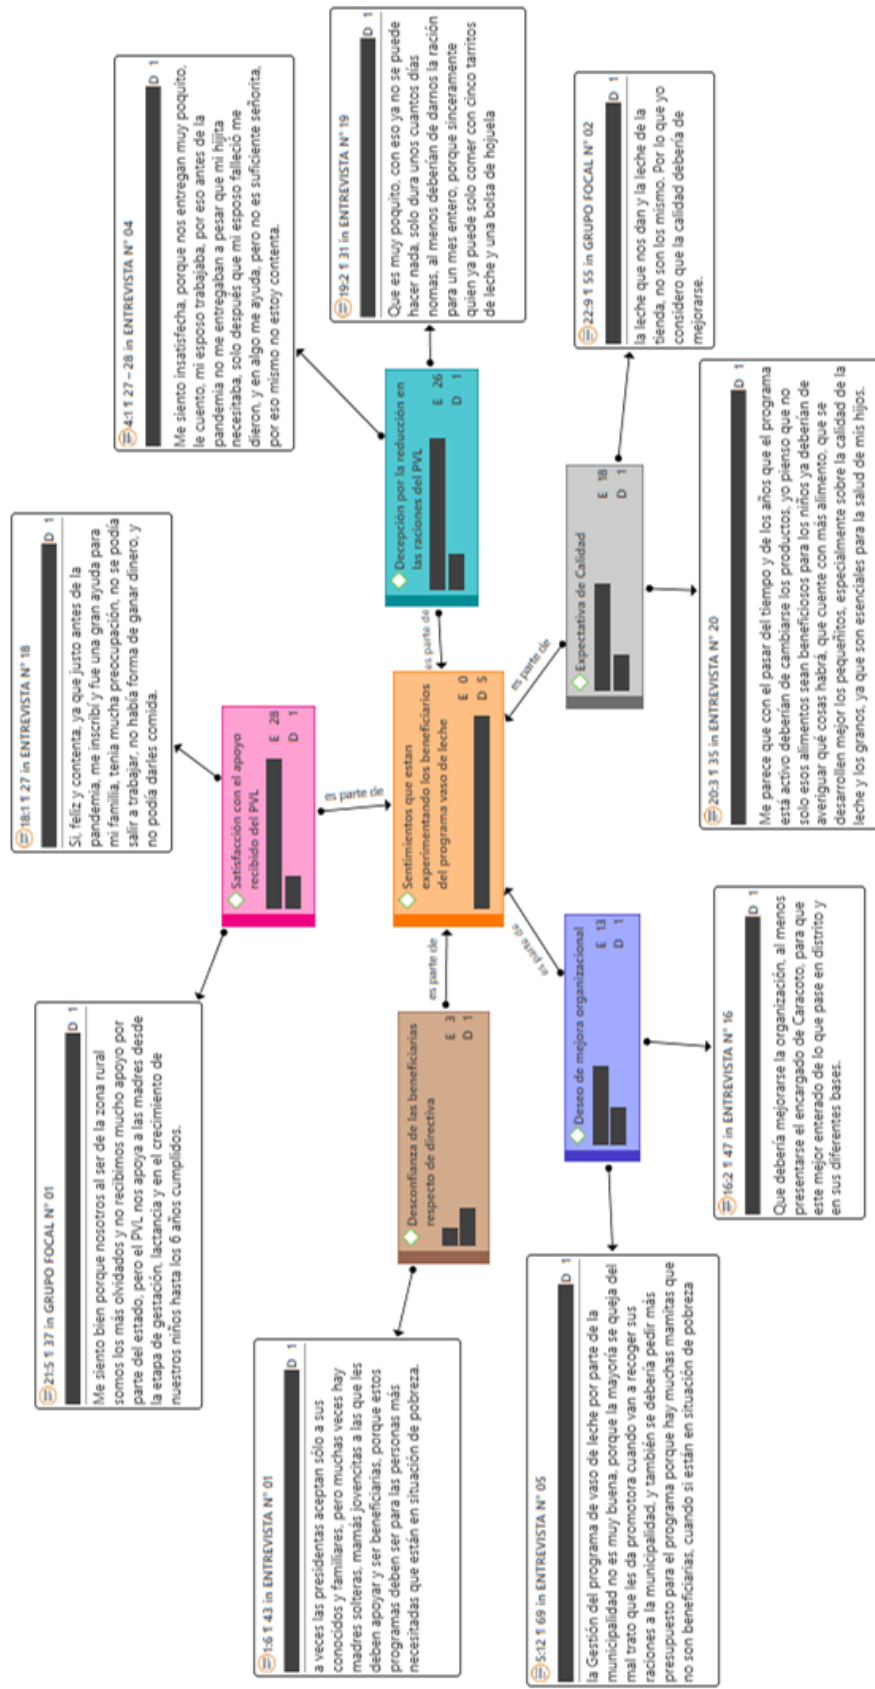 21:5 ¶ 37 in GRUPO FOCAL N° 01
D 1
Me siento bien porque nosotros al ser de la zona rural
somos los más olvidados y no recibimos mucho apoyo por
parte del estado, pero el PVL nos apoya a las madres desde
la etapa de gestación, lactancia y en el crecimiento de
nuestros niños hasta los 6 años cumplidos.
18:1 ¶ 27 in ENTREVISTA N° 18
D 1
Si, feliz y contenta, ya que justo antes de la
pandemia, me inscribí y fue una gran ayuda para
mi familia, tenia mucha preocupación, no se podía
salir a trabajar, no había forma de ganar dinero, y
no podía darles comida.
4:1 ¶ 27 – 28 in ENTREVISTA N° 04
D 1
Me siento insatisfecha, porque nos entregan muy poquito,
le cuento, mi esposo trabajaba, por eso antes de la
pandemia no me entregaban a pesar que mi hijita
necesitaba, solo después que mi esposo falleció me
dieron, y en algo me ayuda, pero no es suficiente señorita,
por eso mismo no estoy contenta.
Satisfacción con el apoyo
recibido del PVL
E 28
D 1
es parte de
1:6 ¶ 43 in ENTREVISTA N° 01
D 1
a veces las presidentas aceptan sólo a sus
conocidos y familiares, pero muchas veces hay
madres solteras, mamás jovencitas a las que les
deben apoyar y ser beneficiarias, porque estos
programas deben ser para las personas más
necesitadas que están en situación de pobreza.
Desconfianza de las beneficiarias
respecto de directiva
E 3
D 1
es parte de
Sentimientos que estan
experimentando los beneficiarios
del programa vaso de leche
E 0
D 5
es parte de
Decepción por la reducción en
las raciones del PVL
E 26
D 1
19:2 ¶ 31 in ENTREVISTA N° 19
D 1
Que es muy poquito, con eso ya no se puede
hacer nada, solo dura unos cuantos días
nomas, al menos deberían de darnos la ración
para un mes entero, porque sinceramente
quien ya puede solo comer con cinco tarritos
de leche y una bolsa de hojuela
es parte de
es parte de
Deseo de mejora organizacional
E 13
D 1
Expectativa de Calidad
E 18
D 1
22:9 ¶ 55 in GRUPO FOCAL N° 02
D 1
la leche que nos dan y la leche de la
tienda, no son los mismo. Por lo que yo
considero que la calidad debería de
mejorarse.
5:12 ¶ 69 in ENTREVISTA N° 05
D 1
la Gestión del programa de vaso de leche por parte de la
municipalidad no es muy buena, porque la mayoría se queja del
mal trato que les da promotora cuando van a recoger sus
raciones a la municipalidad, y también se debería pedir más
presupuesto para el programa porque hay muchas mamitas que
no son beneficiarias, cuando si están en situación de pobreza
16:2 ¶ 47 in ENTREVISTA N° 16
D 1
Que debería mejorarse la organización, al menos
presentarse el encargado de Caracoto, para que
este mejor enterado de lo que pase en distrito y
en sus diferentes bases.
20:3 ¶ 35 in ENTREVISTA N° 20
D 1
Me parece que con el pasar del tiempo y de los años que el programa
está activo deberían de cambiarse los productos, yo pienso que no
solo esos alimentos sean beneficiosos para los niños ya deberían de
averiguar qué cosas habrá, que cuente con más alimento, que se
desarrollen mejor los pequeñitos, especialmente sobre la calidad de la
leche y los granos, ya que son esenciales para la salud de mis hijos.